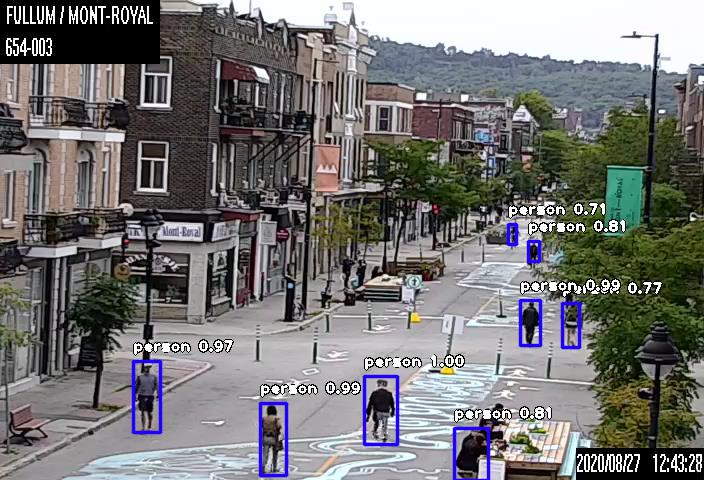 FULLUM / MONT-ROYAL
654-003
person 0.71
person 0.81
person 0.99
0.77
person 0.97
person 1.00
person 0.99
person 0.81
Mont-Royal
2020/08/27 12:43:28